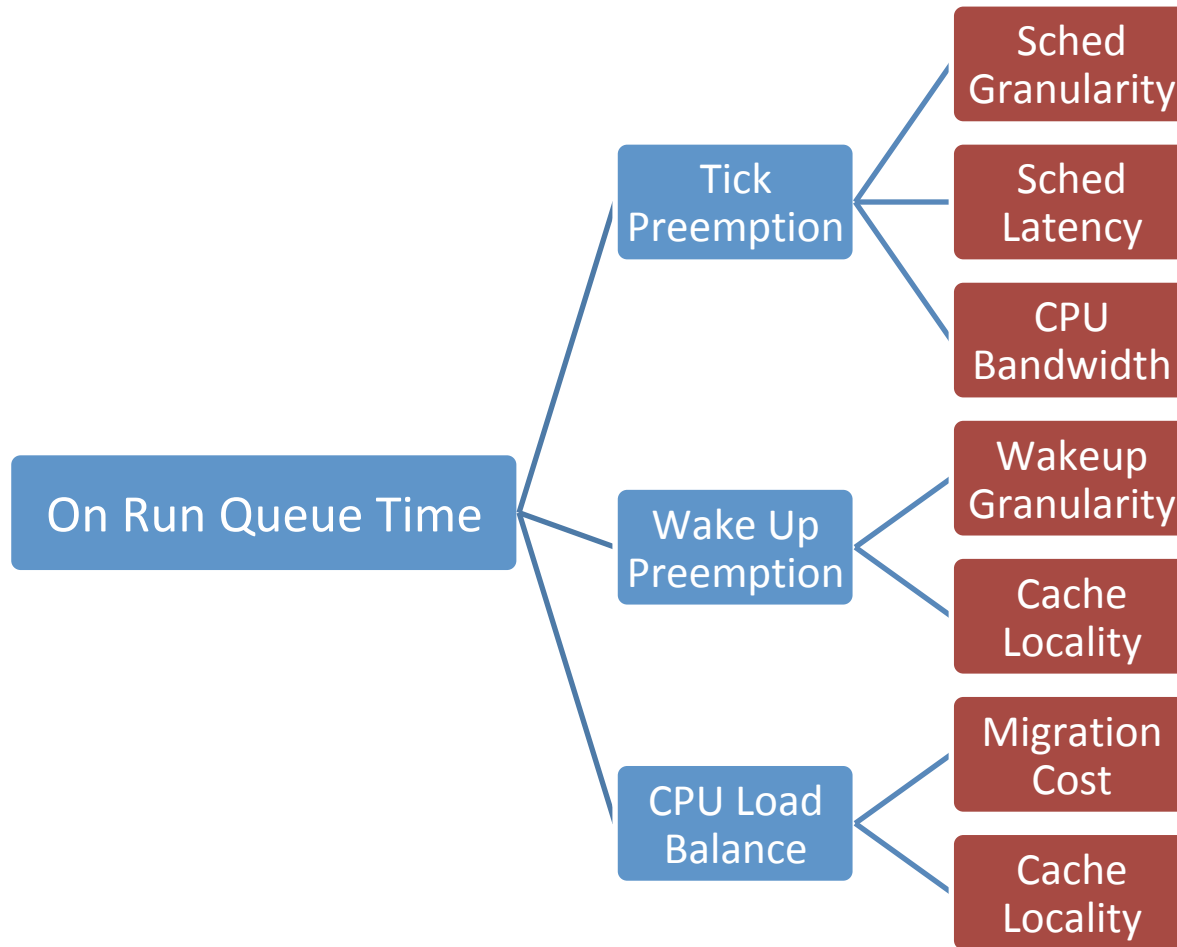 On Run Queue Time
Tick
Preemption
Sched
Granularity
Sched
Latency
CPU
Bandwidth
Wake Up
Preemption
Wakeup
Granularity
Cache
Locality
CPU Load
Balance
Migration
Cost
Cache
Locality